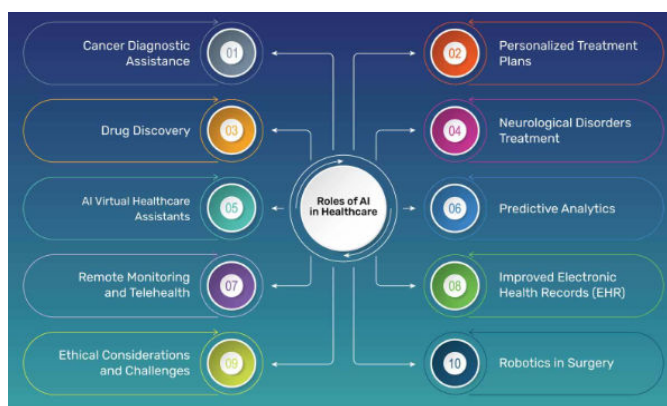 Cancer Diagnostic
Assistance
01
02
Personalized Treatment
Plans
Drug Discovery
03
04
Neurological Disorders
Treatment
Roles of AI
in Healthcare
AI Virtual Healthcare
Assistants
05
06
Predictive Analytics
Remote Monitoring
and Telehealth
07
08
Improved Electronic
Health Records (EHR)
Ethical Considerations
and Challenges
09
10
Robotics in Surgery